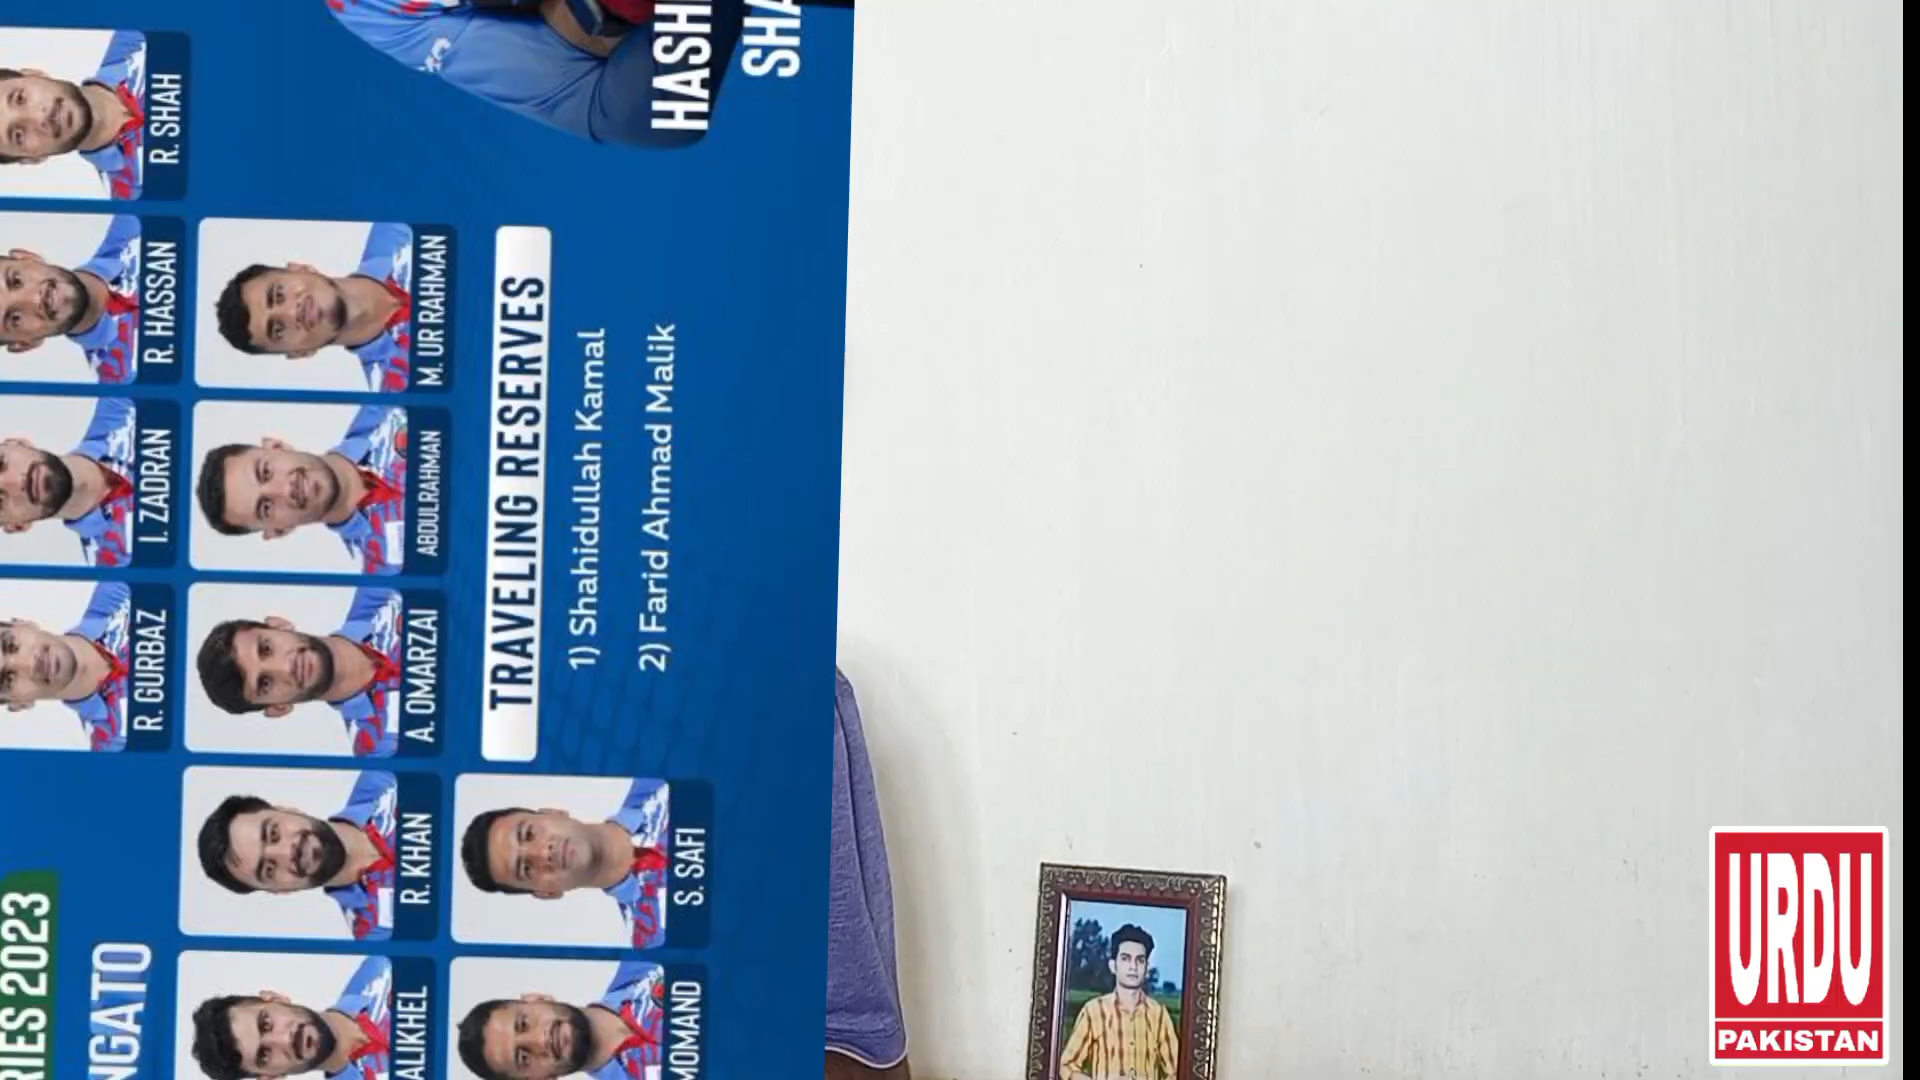 RIES 2023
NGATO
R. GURBAZ
I. ZADRAN
R. HASSAN
R. SHAH
ALIKHEL
R. KHAN
A. OMARZAI
ABDULRAHMAN
M. UR RAHMAN
MOMAND
S. SAFI
TRAVELING RESERVES
1) Shahidullah Kamal
2) Farid Ahmad Malik
HASH
SHA
URDU
PAKISTAN